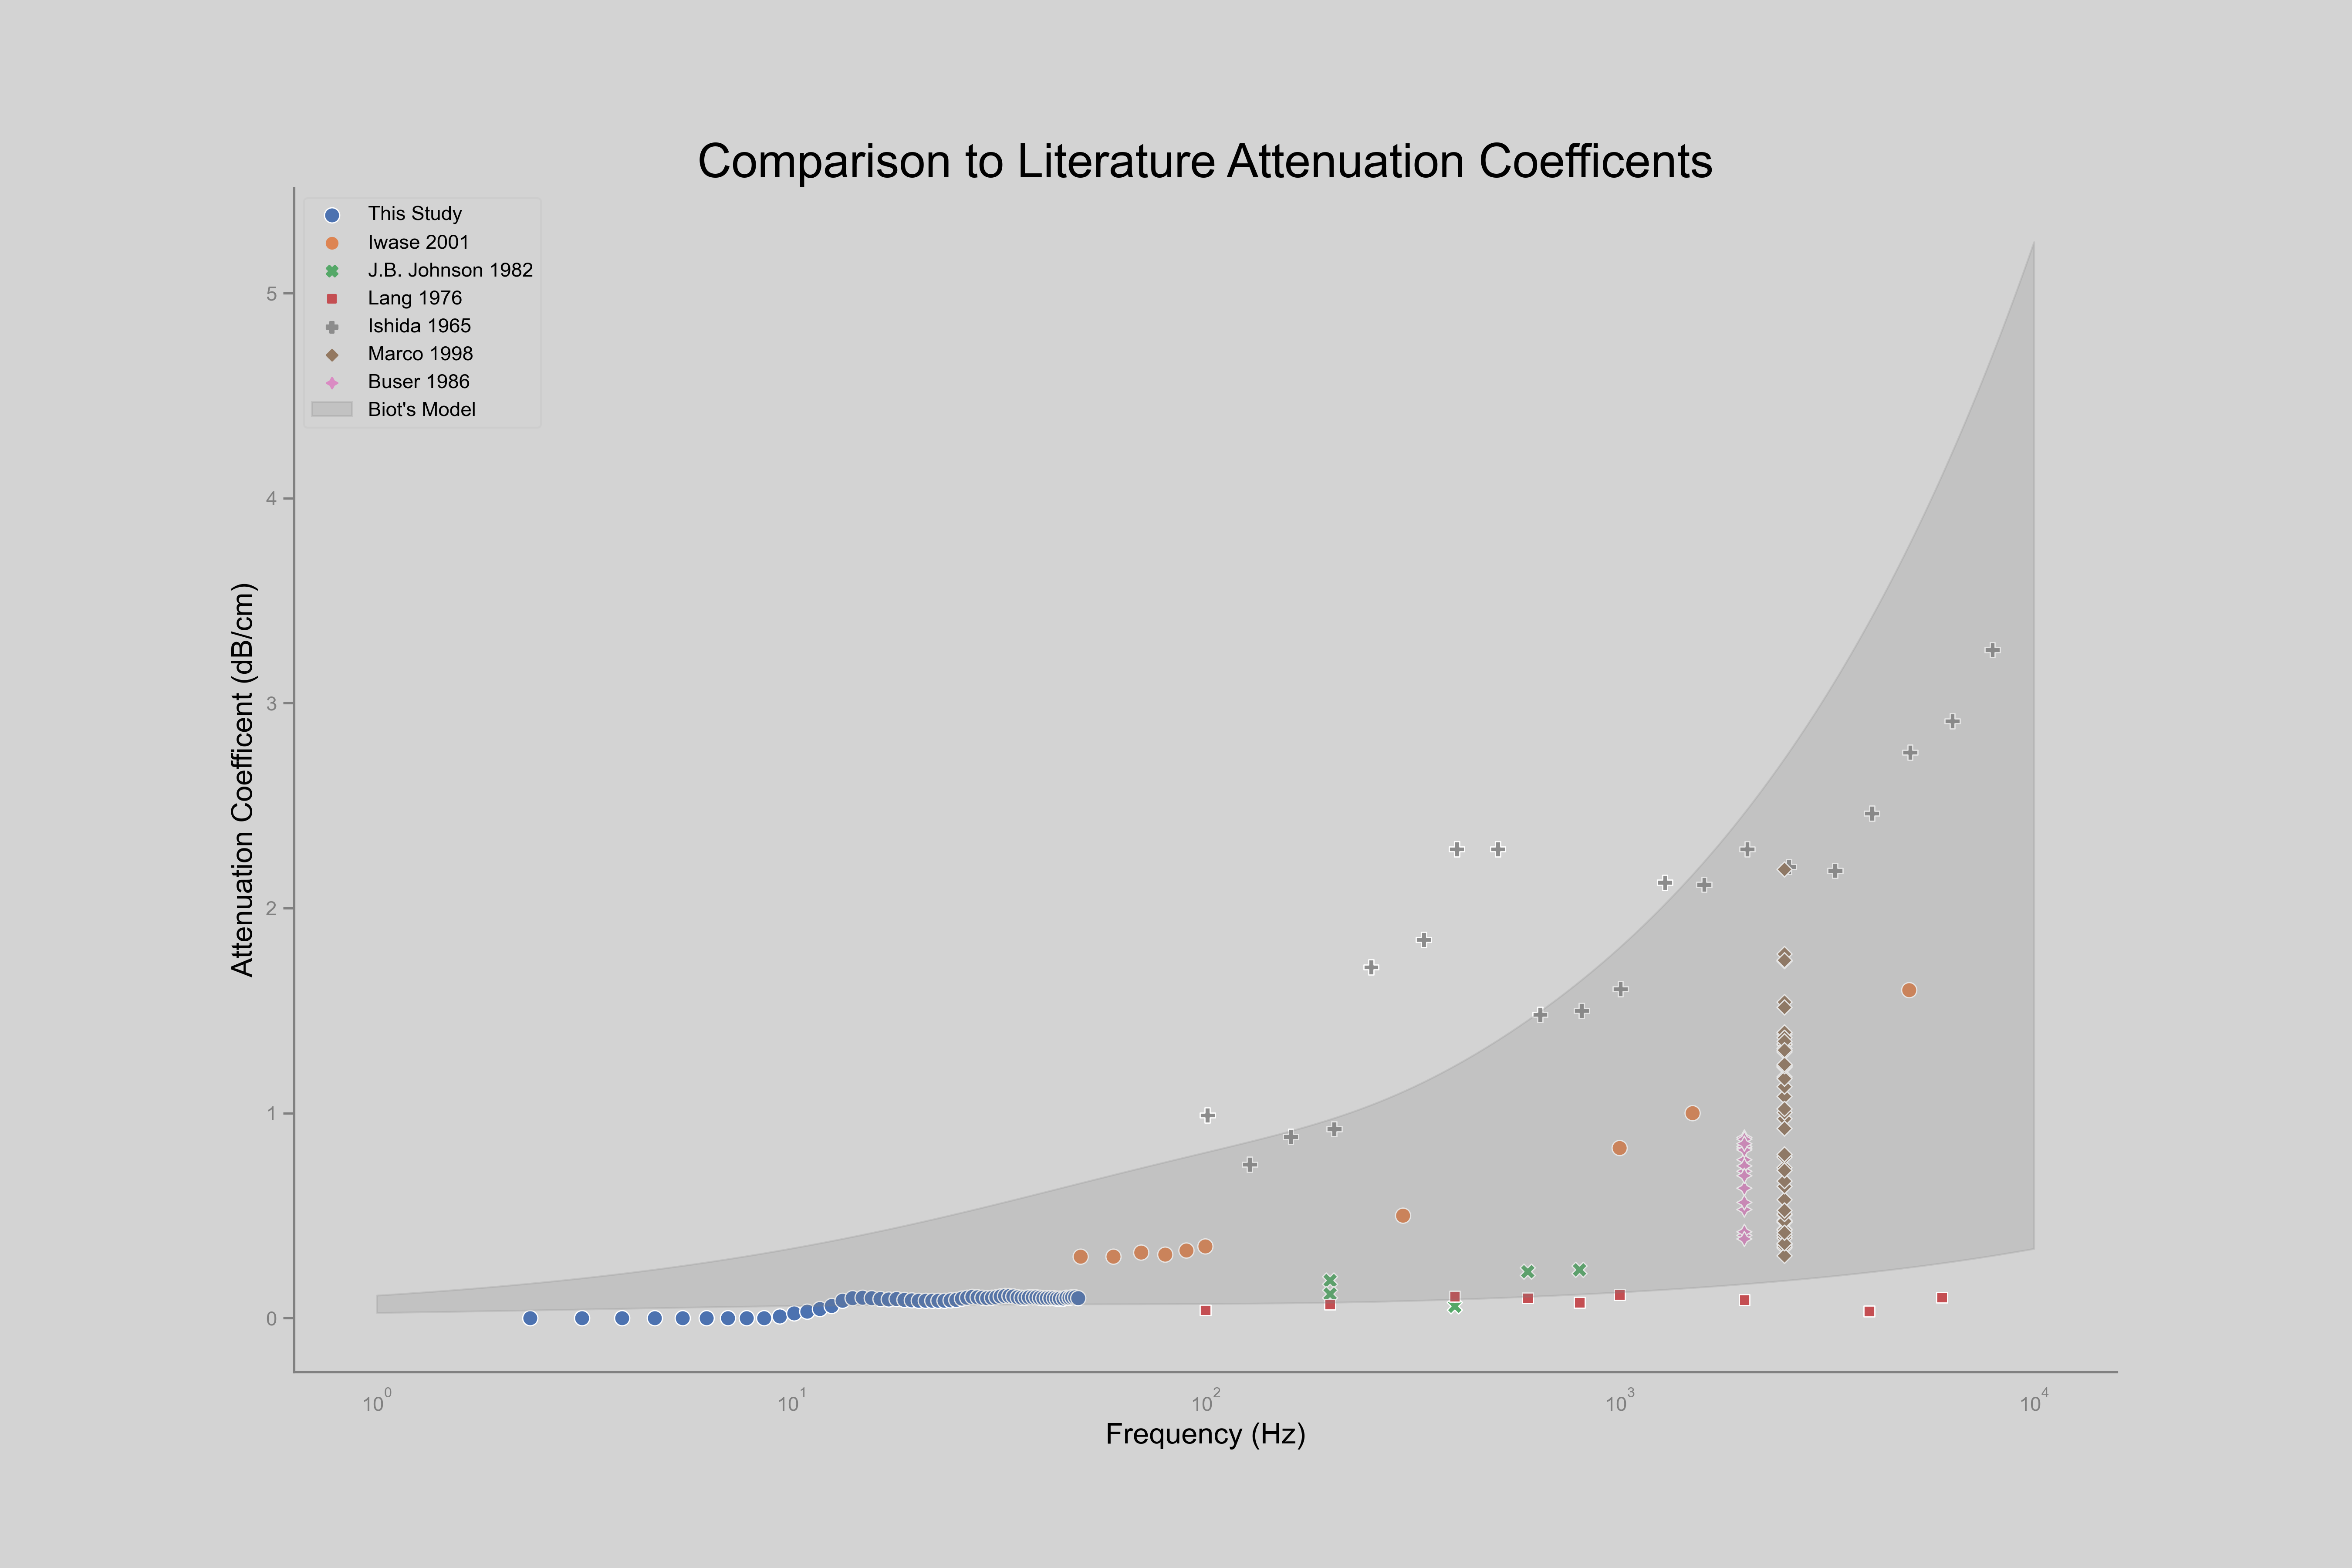 Comparison to Literature Attenuation Coefficents
This Study
Iwase 2001
J.B. Johnson 1982
Lang 1976
Ishida 1965
Marco 1998
Buser 1986
Biot's Model
Attenuation Coefficent (dB/cm)
5
4
3
2
1
0
10^0 10^1 10^2 10^3 10^4
Frequency (Hz)